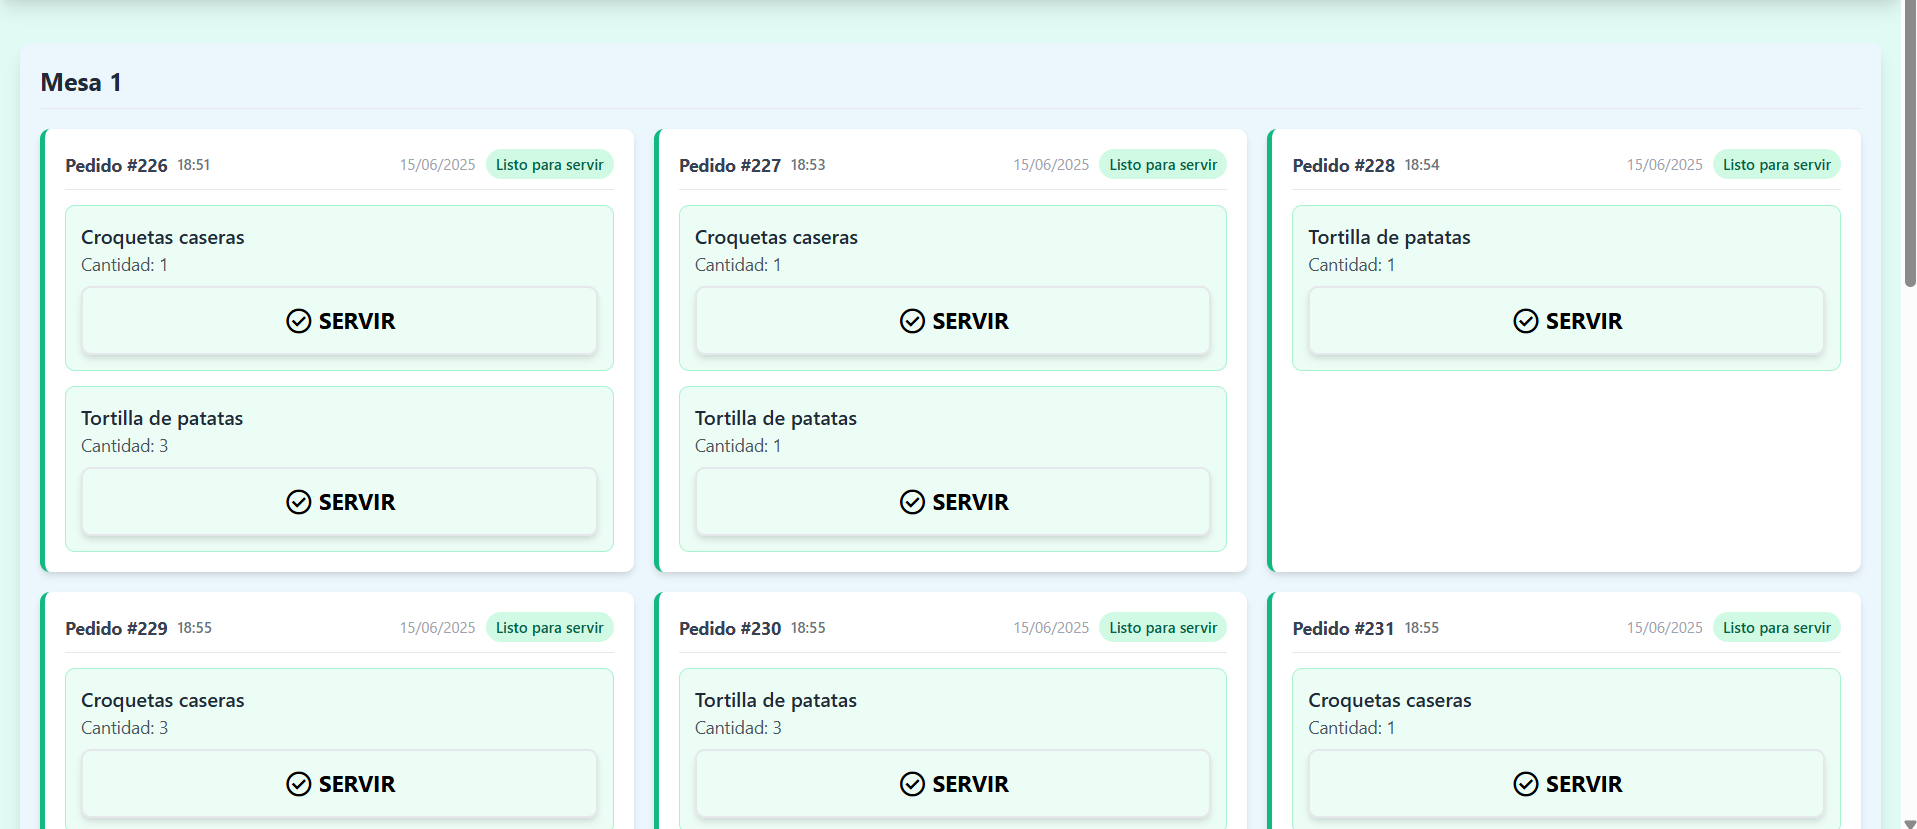 Mesa 1
Pedido #226 18:51 15/06/2025 Listo para servir
Croquetas caseras
Cantidad: 1
SERVIR
Tortilla de patatas
Cantidad: 3
SERVIR
Pedido #227 18:53 15/06/2025 Listo para servir
Croquetas caseras
Cantidad: 1
SERVIR
Tortilla de patatas
Cantidad: 1
SERVIR
Pedido #228 18:54 15/06/2025 Listo para servir
Tortilla de patatas
Cantidad: 1
SERVIR
Pedido #229 18:55 15/06/2025 Listo para servir
Croquetas caseras
Cantidad: 3
SERVIR
Pedido #230 18:55 15/06/2025 Listo para servir
Tortilla de patatas
Cantidad: 3
SERVIR
Pedido #231 18:55 15/06/2025 Listo para servir
Croquetas caseras
Cantidad: 1
SERVIR